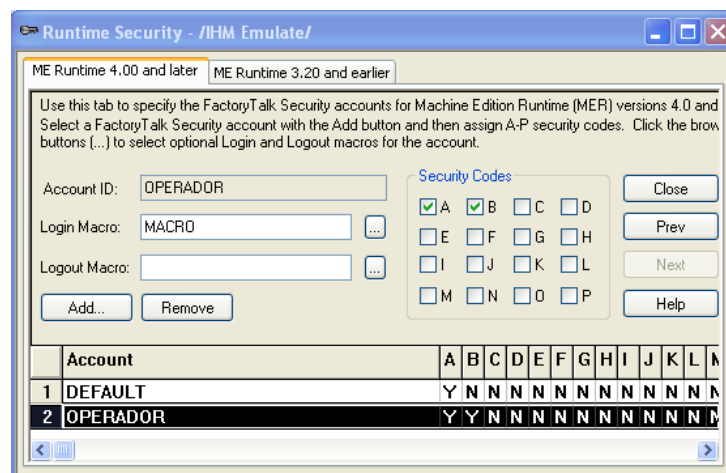 Runtime Security - /IHM Emulate/
ME Runtime 4.00 and later ME Runtime 3.20 and earlier
Use this tab to specify the FactoryTalk Security accounts for Machine Edition Runtime (MER) versions 4.0 and
Select a FactoryTalk Security account with the Add button and then assign A-P security codes. Click the brow
buttons (...) to select optional Login and Logout macros for the account.
Account ID: OPERADOR
Login Macro: MACRO ...
Logout Macro: ...
Add... Remove
Security Codes
A B C D
E F G H
I J K L
M N O P
Close
Prev
Next
Help
Account A B C D E F G H I J K L
1 DEFAULT Y N N N N N N N N N N N N
2 OPERADOR Y Y N N N N N N N N N N